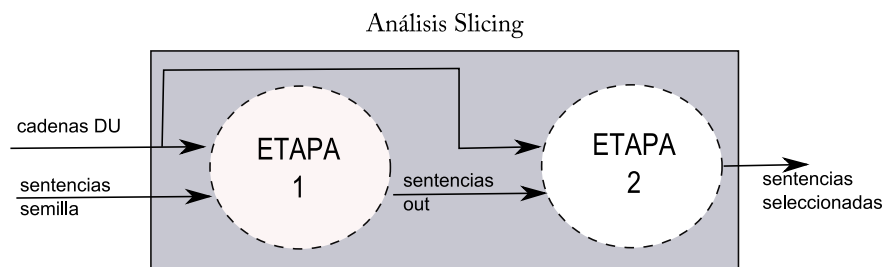 Análisis Slicing
cadenas DU
sentencias
semilla
ETAPA
1
sentencias
out
ETAPA
2
sentencias
seleccionadas